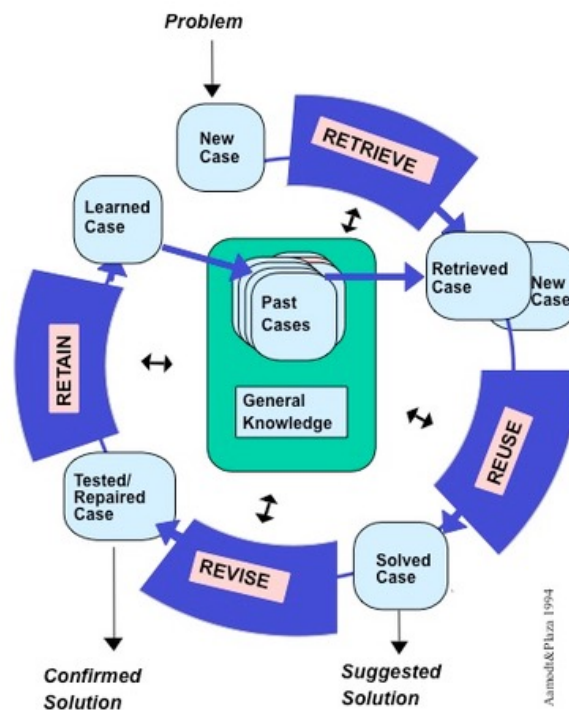 Problem
New
Case
RETRIEVE
Learned
Case
Past
Cases
Retrieved
Case
New
Case
General
Knowledge
RETAIN
REUSE
Tested/
Repaired
Case
REVISE
Solved
Case
Confirmed
Solution
Suggested
Solution
Aamodt&Plaza 1994